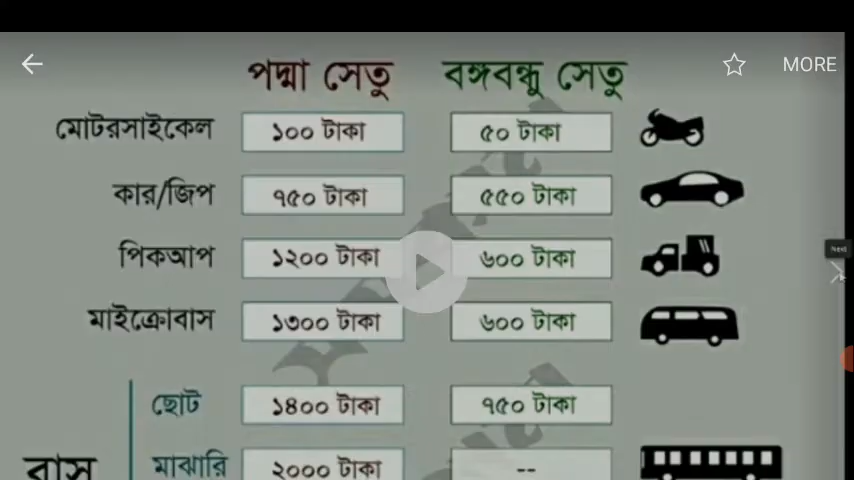 পদ্মা সেতু বঙ্গবন্ধু সেতু MORE
মোটরসাইকেল ১০০ টাকা ৫০ টাকা
কার/জিপ ৭৫০ টাকা ৫৫০ টাকা
পিকআপ ১২০০ টাকা ৬০০ টাকা
Next
মাইক্রোবাস ১৩০০ টাকা ৬০০ টাকা
ছোট ১৪০০ টাকা ৭৫০ টাকা
বাস মাঝারি ২০০০ টাকা --